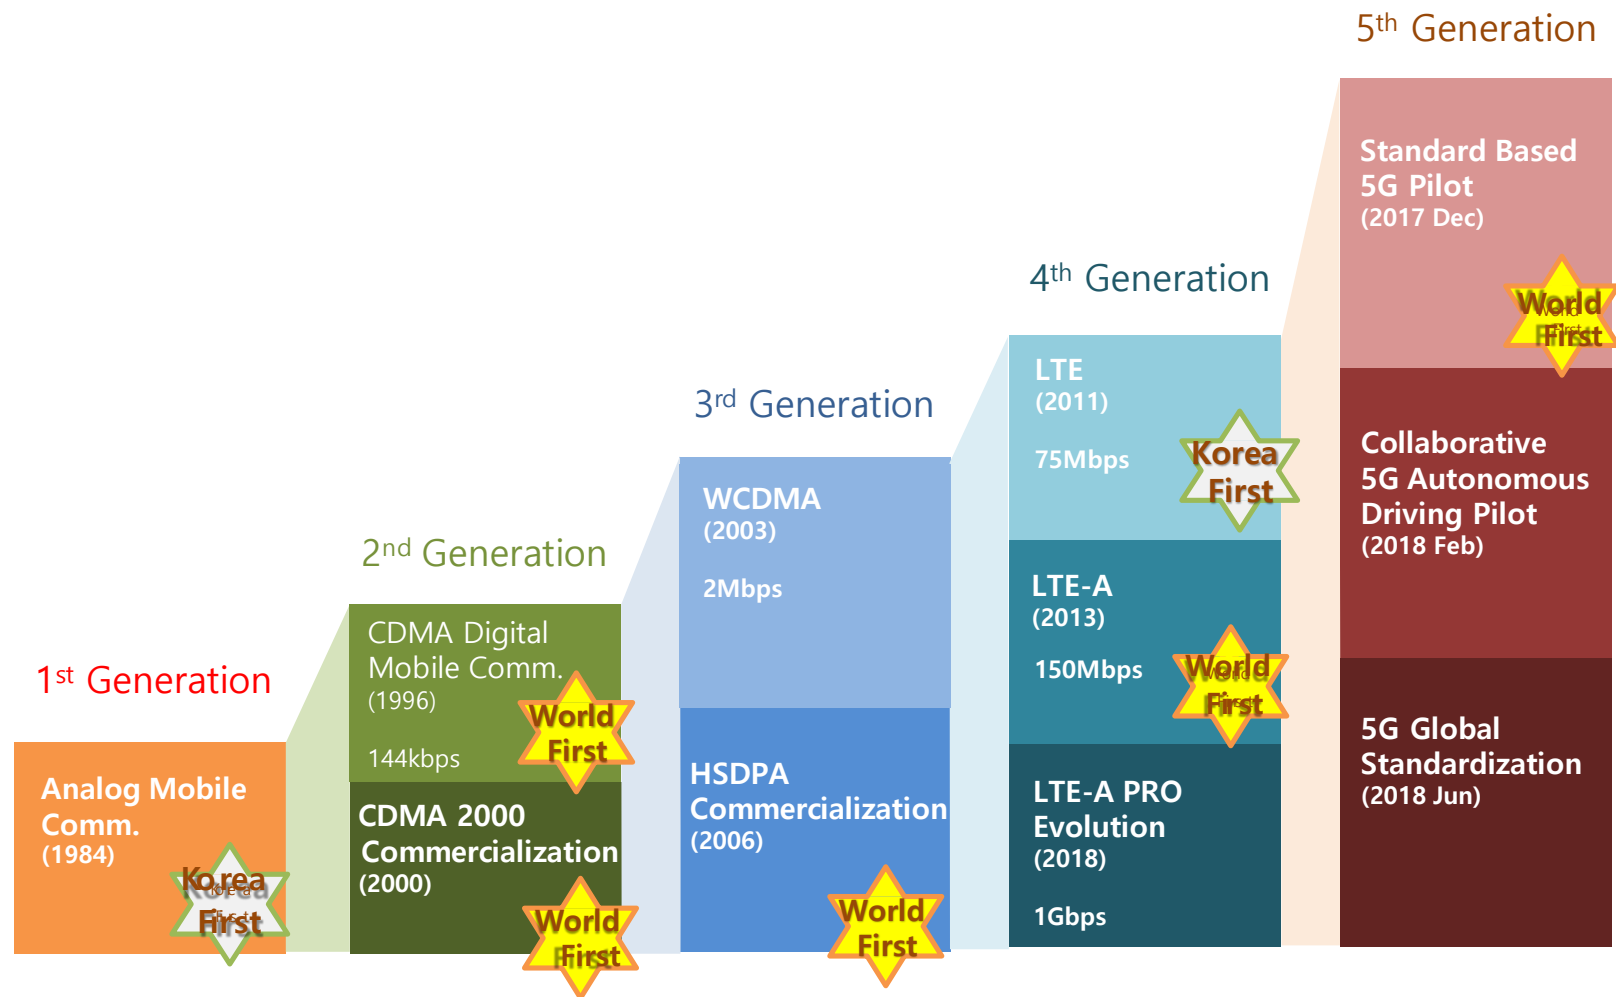 1st Generation
Analog Mobile
Comm.
(1984)
Korea
First
2nd Generation
CDMA Digital
Mobile Comm.
(1996)
144kbps
World
First
CDMA 2000
Commercialization
(2000)
World
First
3rd Generation
WCDMA
(2003)
2Mbps
HSDPA
Commercialization
(2006)
World
First
4th Generation
LTE
(2011)
75Mbps
Korea
First
LTE-A
(2013)
150Mbps
World
First
LTE-A PRO
Evolution
(2018)
1Gbps
5th Generation
Standard Based
5G Pilot
(2017 Dec)
World
First
Collaborative
5G Autonomous
Driving Pilot
(2018 Feb)
5G Global
Standardization
(2018 Jun)